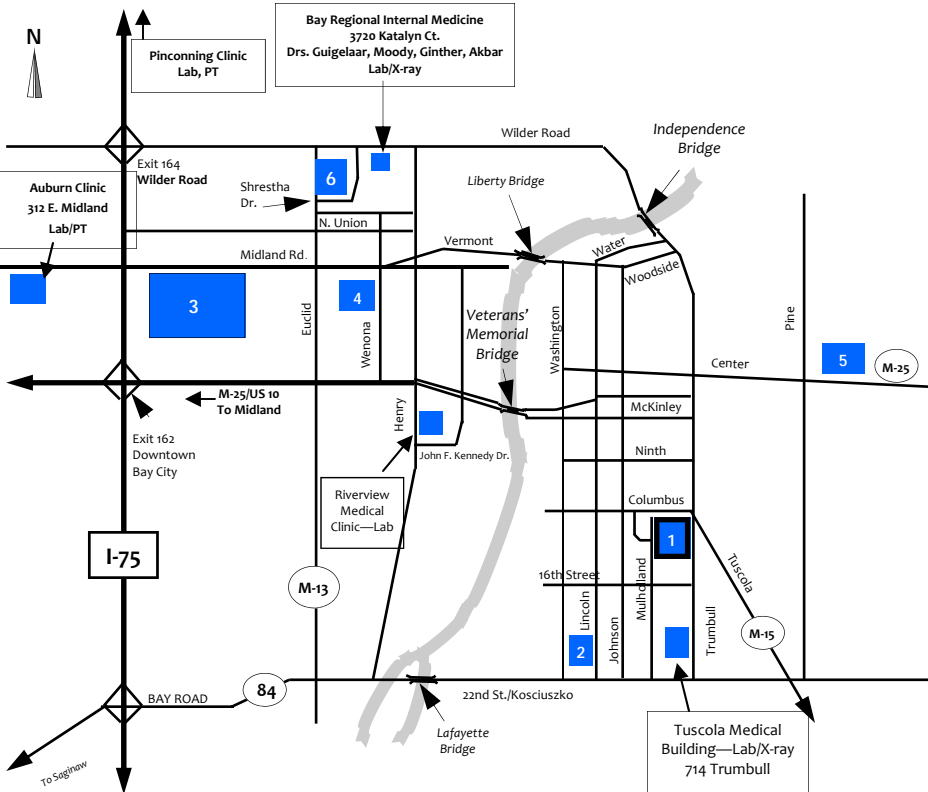 N
Pinconning Clinic
Lab, PT
Bay Regional Internal Medicine
3720 Katalyn Ct.
Drs. Guigelaar, Moody, Ginther, Akbar
Lab/X-ray
Wilder Road
Independence
Bridge
Exit 164
Wilder Road
6
Auburn Clinic
312 E. Midland
Lab/PT
Shrestha
Dr.
Liberty Bridge
N. Union
Vermont
Water
Midland Rd.
Woodside
3
4
Euclid
Wenona
Veterans’
Memorial
Bridge
Washington
Pine
5
M-25
Center
M-25/US 10
To Midland
Henry
McKinley
Exit 162
Downtown
Bay City
John F. Kennedy Dr.
Ninth
Riverview
Medical
Clinic—Lab
Columbus
1
I-75
Tuscola
16th Street
M-13
Mulholland
Lincoln
Johnson
Trumbull
M-15
2
84
BAY ROAD
22nd St./Kosciuszko
Lafayette
Bridge
Tuscola Medical
Building—Lab/X-ray
714 Trumbull
To Saginaw